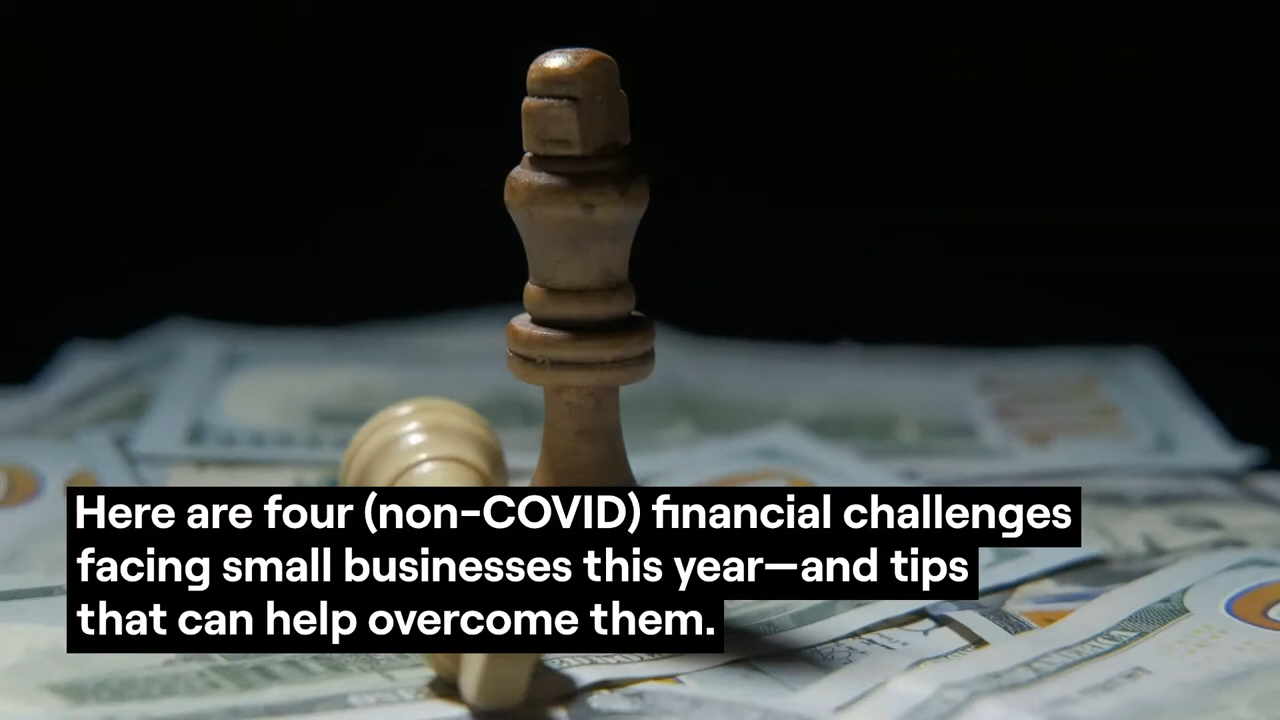 Here are four (non-COVID) financial challenges
facing small businesses this year—and tips
that can help overcome them.
AMERICA